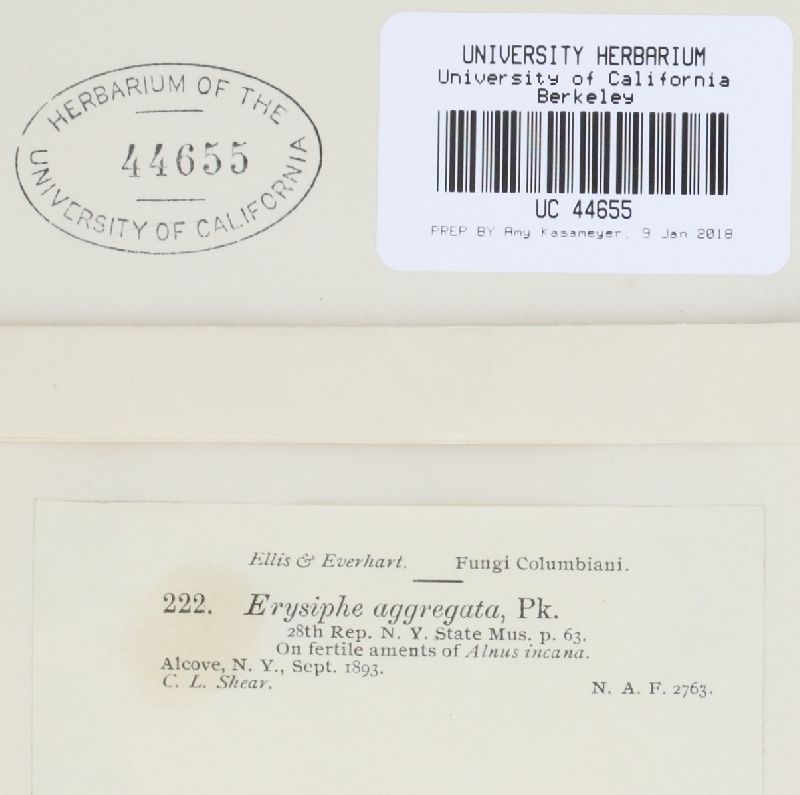 HERBARIUM OF THE
44655
UNIVERSITY OF CALIFORNIA
UNIVERSITY HERBARIUM
University of California
Berkeley
UC 44655
PREP BY Amy Kasameyer, 9 Jan 2018
Ellis & Everhart. Fungi Columbiani.
222. Erysiphe aggregata, Pk.
28th Rep. N. Y. State Mus. p. 63.
On fertile aments of Alnus incana.
Alcove, N. Y., Sept. 1893.
C. L. Shear. N. A. F. 2763.